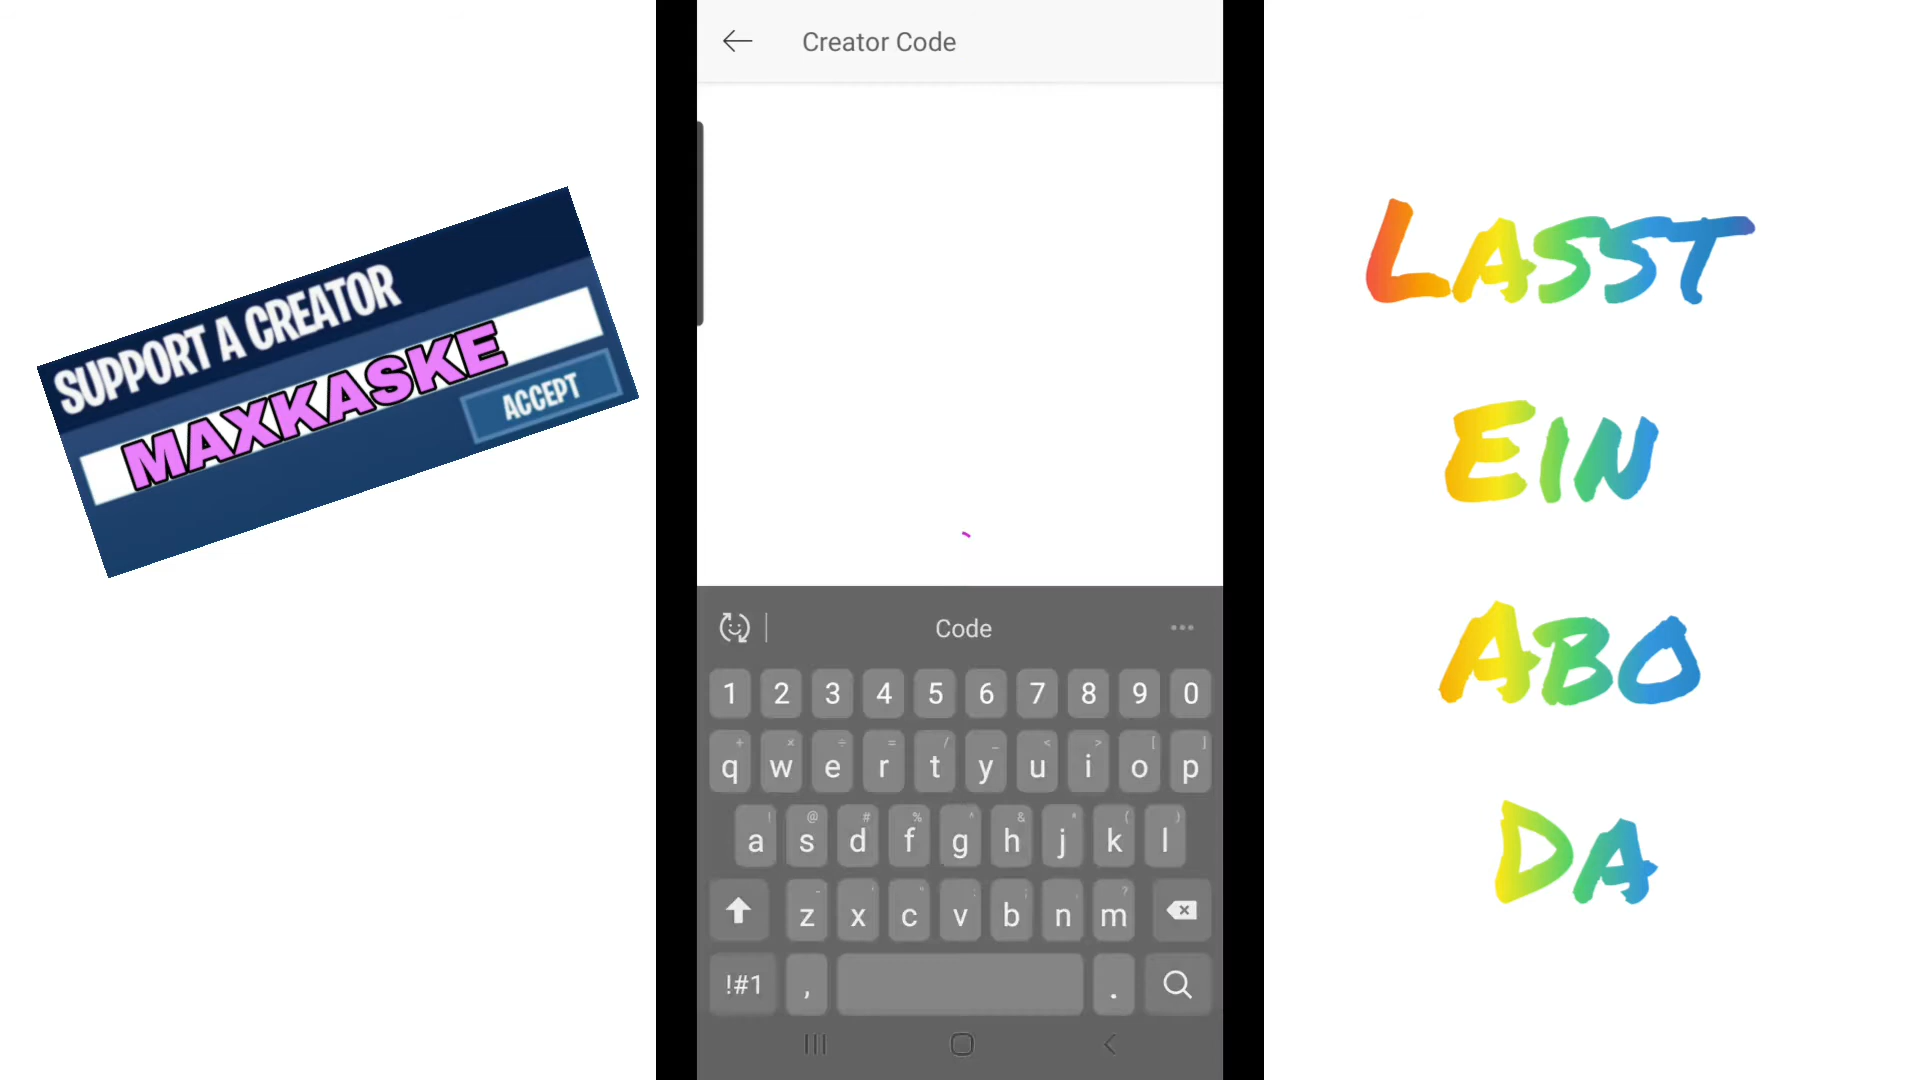 SUPPORT A CREATOR
MAXKASKE
ACCEPT
Creator Code
Code
1 2 3 4 5 6 7 8 9 0
q w e r t y u i o p
a s d f g h j k l
z x c v b n m
!#1 , .
Lasst
Ein
Abo
Da